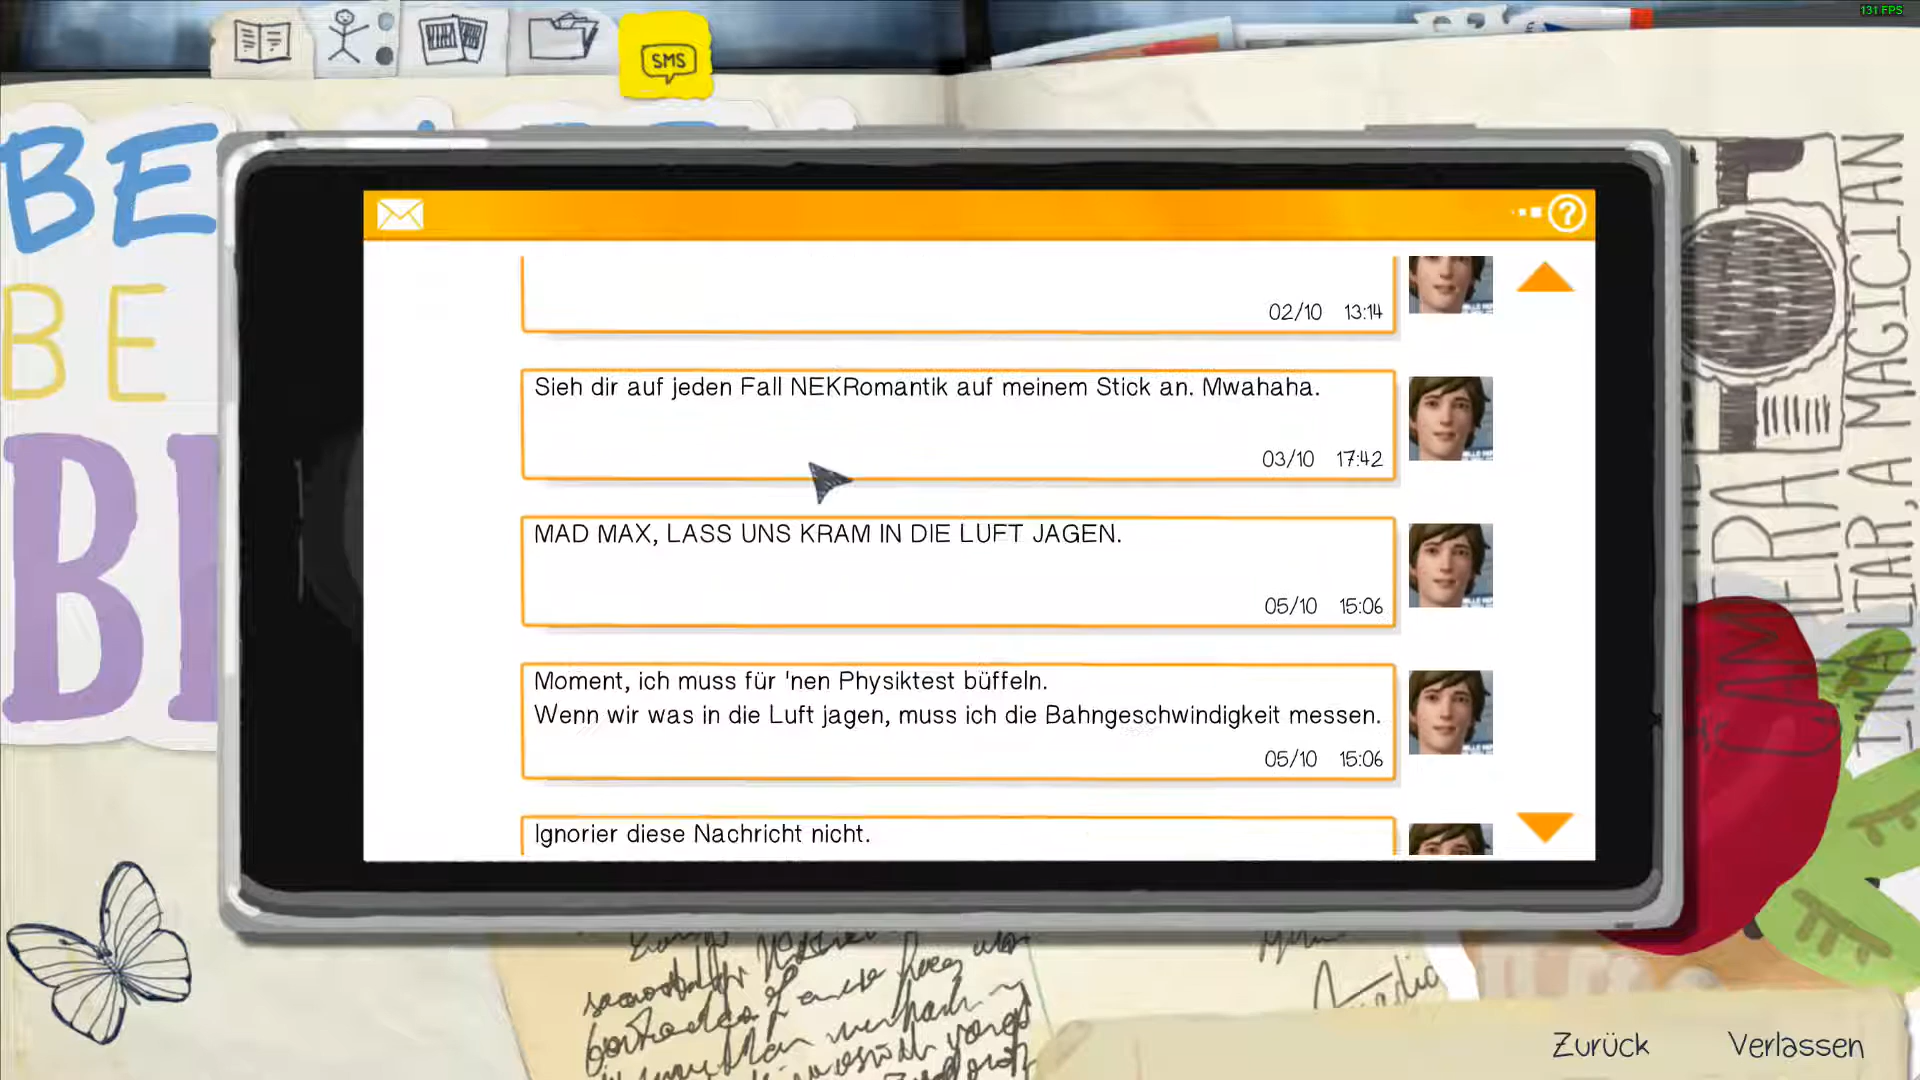 131 FPS
SMS
BE
BE
02/10 13:14
Sieh dir auf jeden Fall NEKRomantik auf meinem Stick an. Mwahaha.
03/10 17:42
MAD MAX, LASS UNS KRAM IN DIE LUFT JAGEN.
05/10 15:06
Moment, ich muss für 'nen Physiktest büffeln.
Wenn wir was in die Luft jagen, muss ich die Bahngeschwindigkeit messen.
05/10 15:06
Ignorier diese Nachricht nicht.
LIAR, A MAGICIAN
Zurück
Verlassen